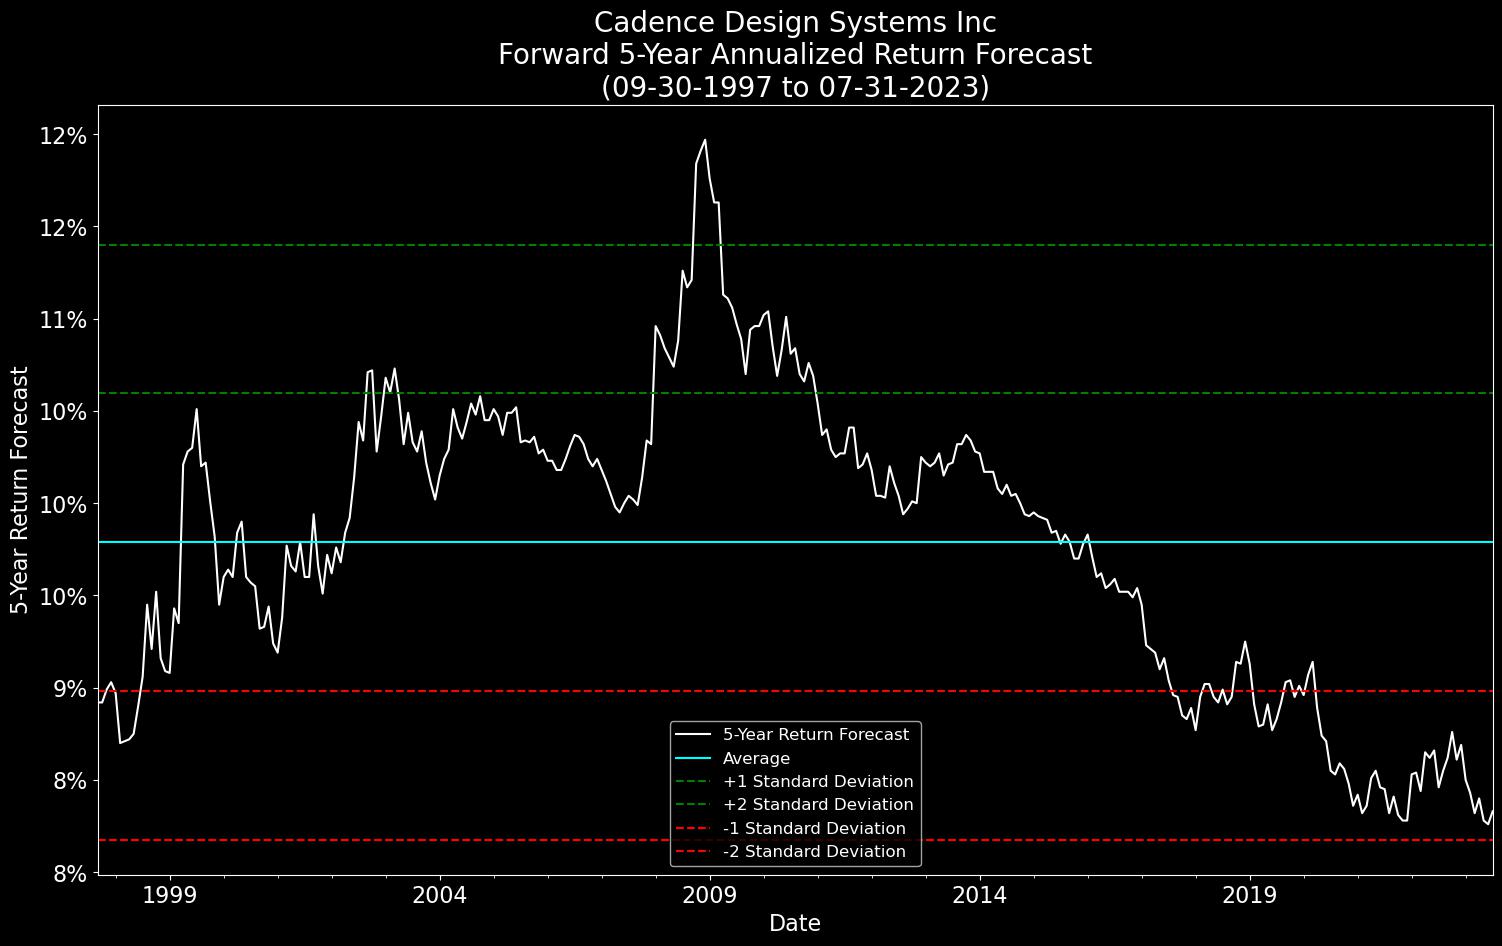 Cadence Design Systems Inc
Forward 5-Year Annualized Return Forecast
(09-30-1997 to 07-31-2023)
12%
12%
11%
10%
10%
10%
9%
8%
8%
5-Year Return Forecast
5-Year Return Forecast
Average
+1 Standard Deviation
+2 Standard Deviation
-1 Standard Deviation
-2 Standard Deviation
1999 2004 2009 2014 2019
Date